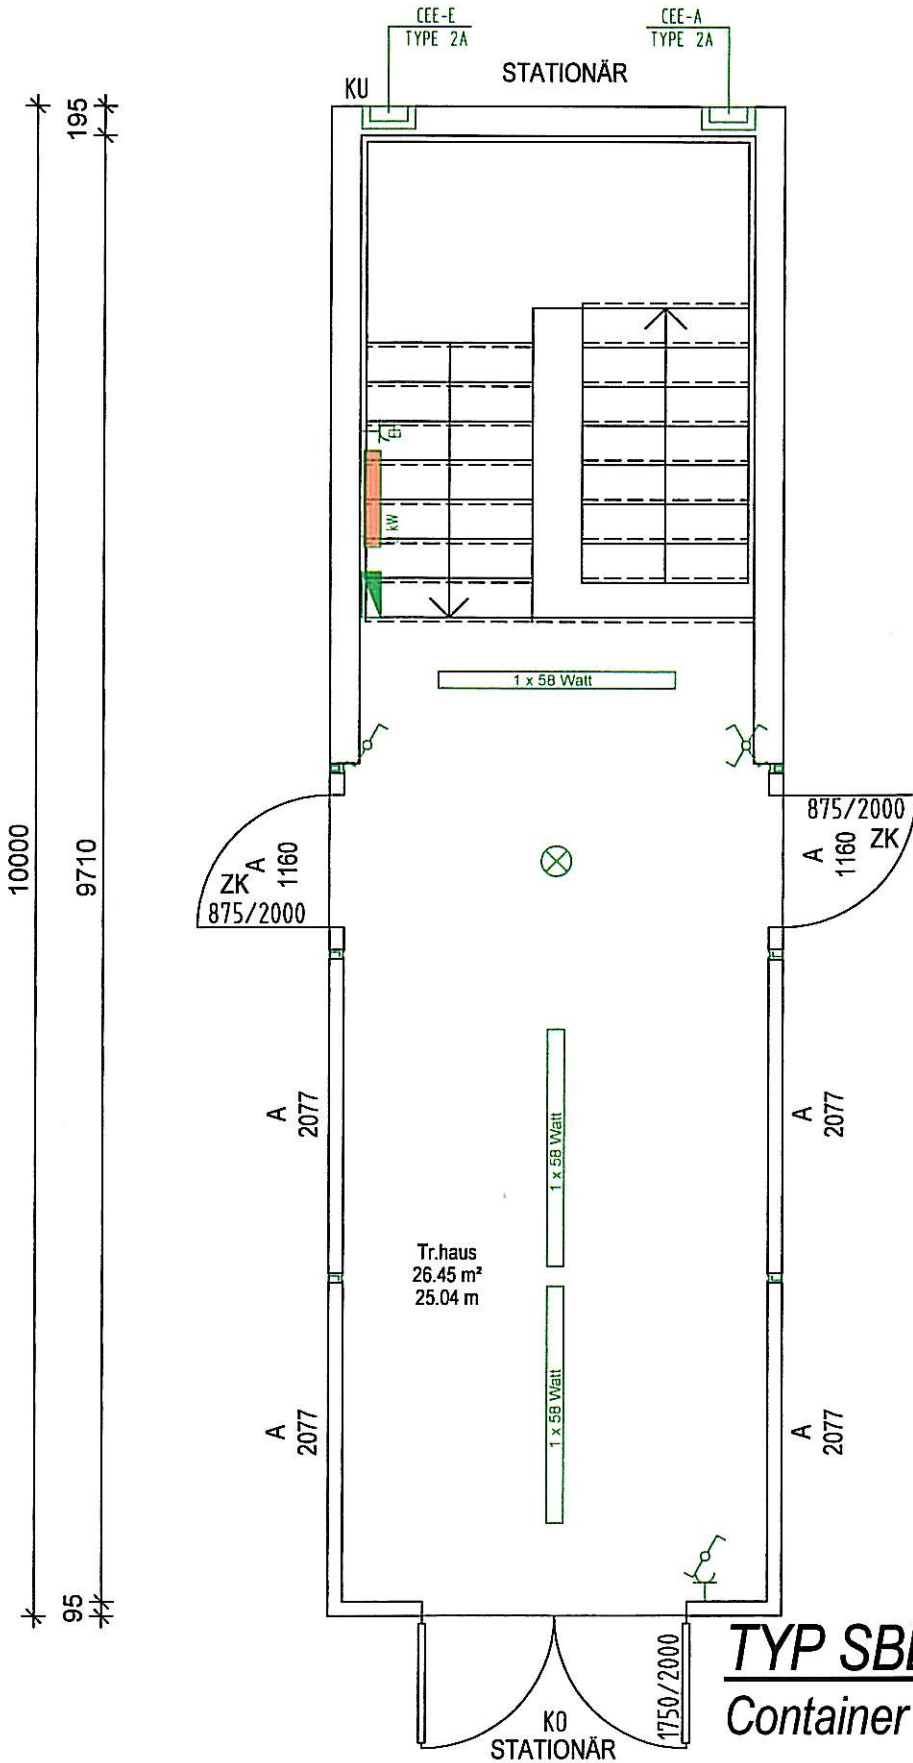 CEE-E
TYPE 2A
CEE-A
TYPE 2A
STATIONÄR
KU
195
10000
9710
kW
1 x 58 Watt
875/2000
ZK
A
1160
A
1160
875/2000
ZK
A
2077
A
2077
1 x 58 Watt
Tr.haus
26.45 m²
25.04 m
A
2077
A
2077
1 x 58 Watt
95
1750/2000
KO
STATIONÄR
TYP
Container